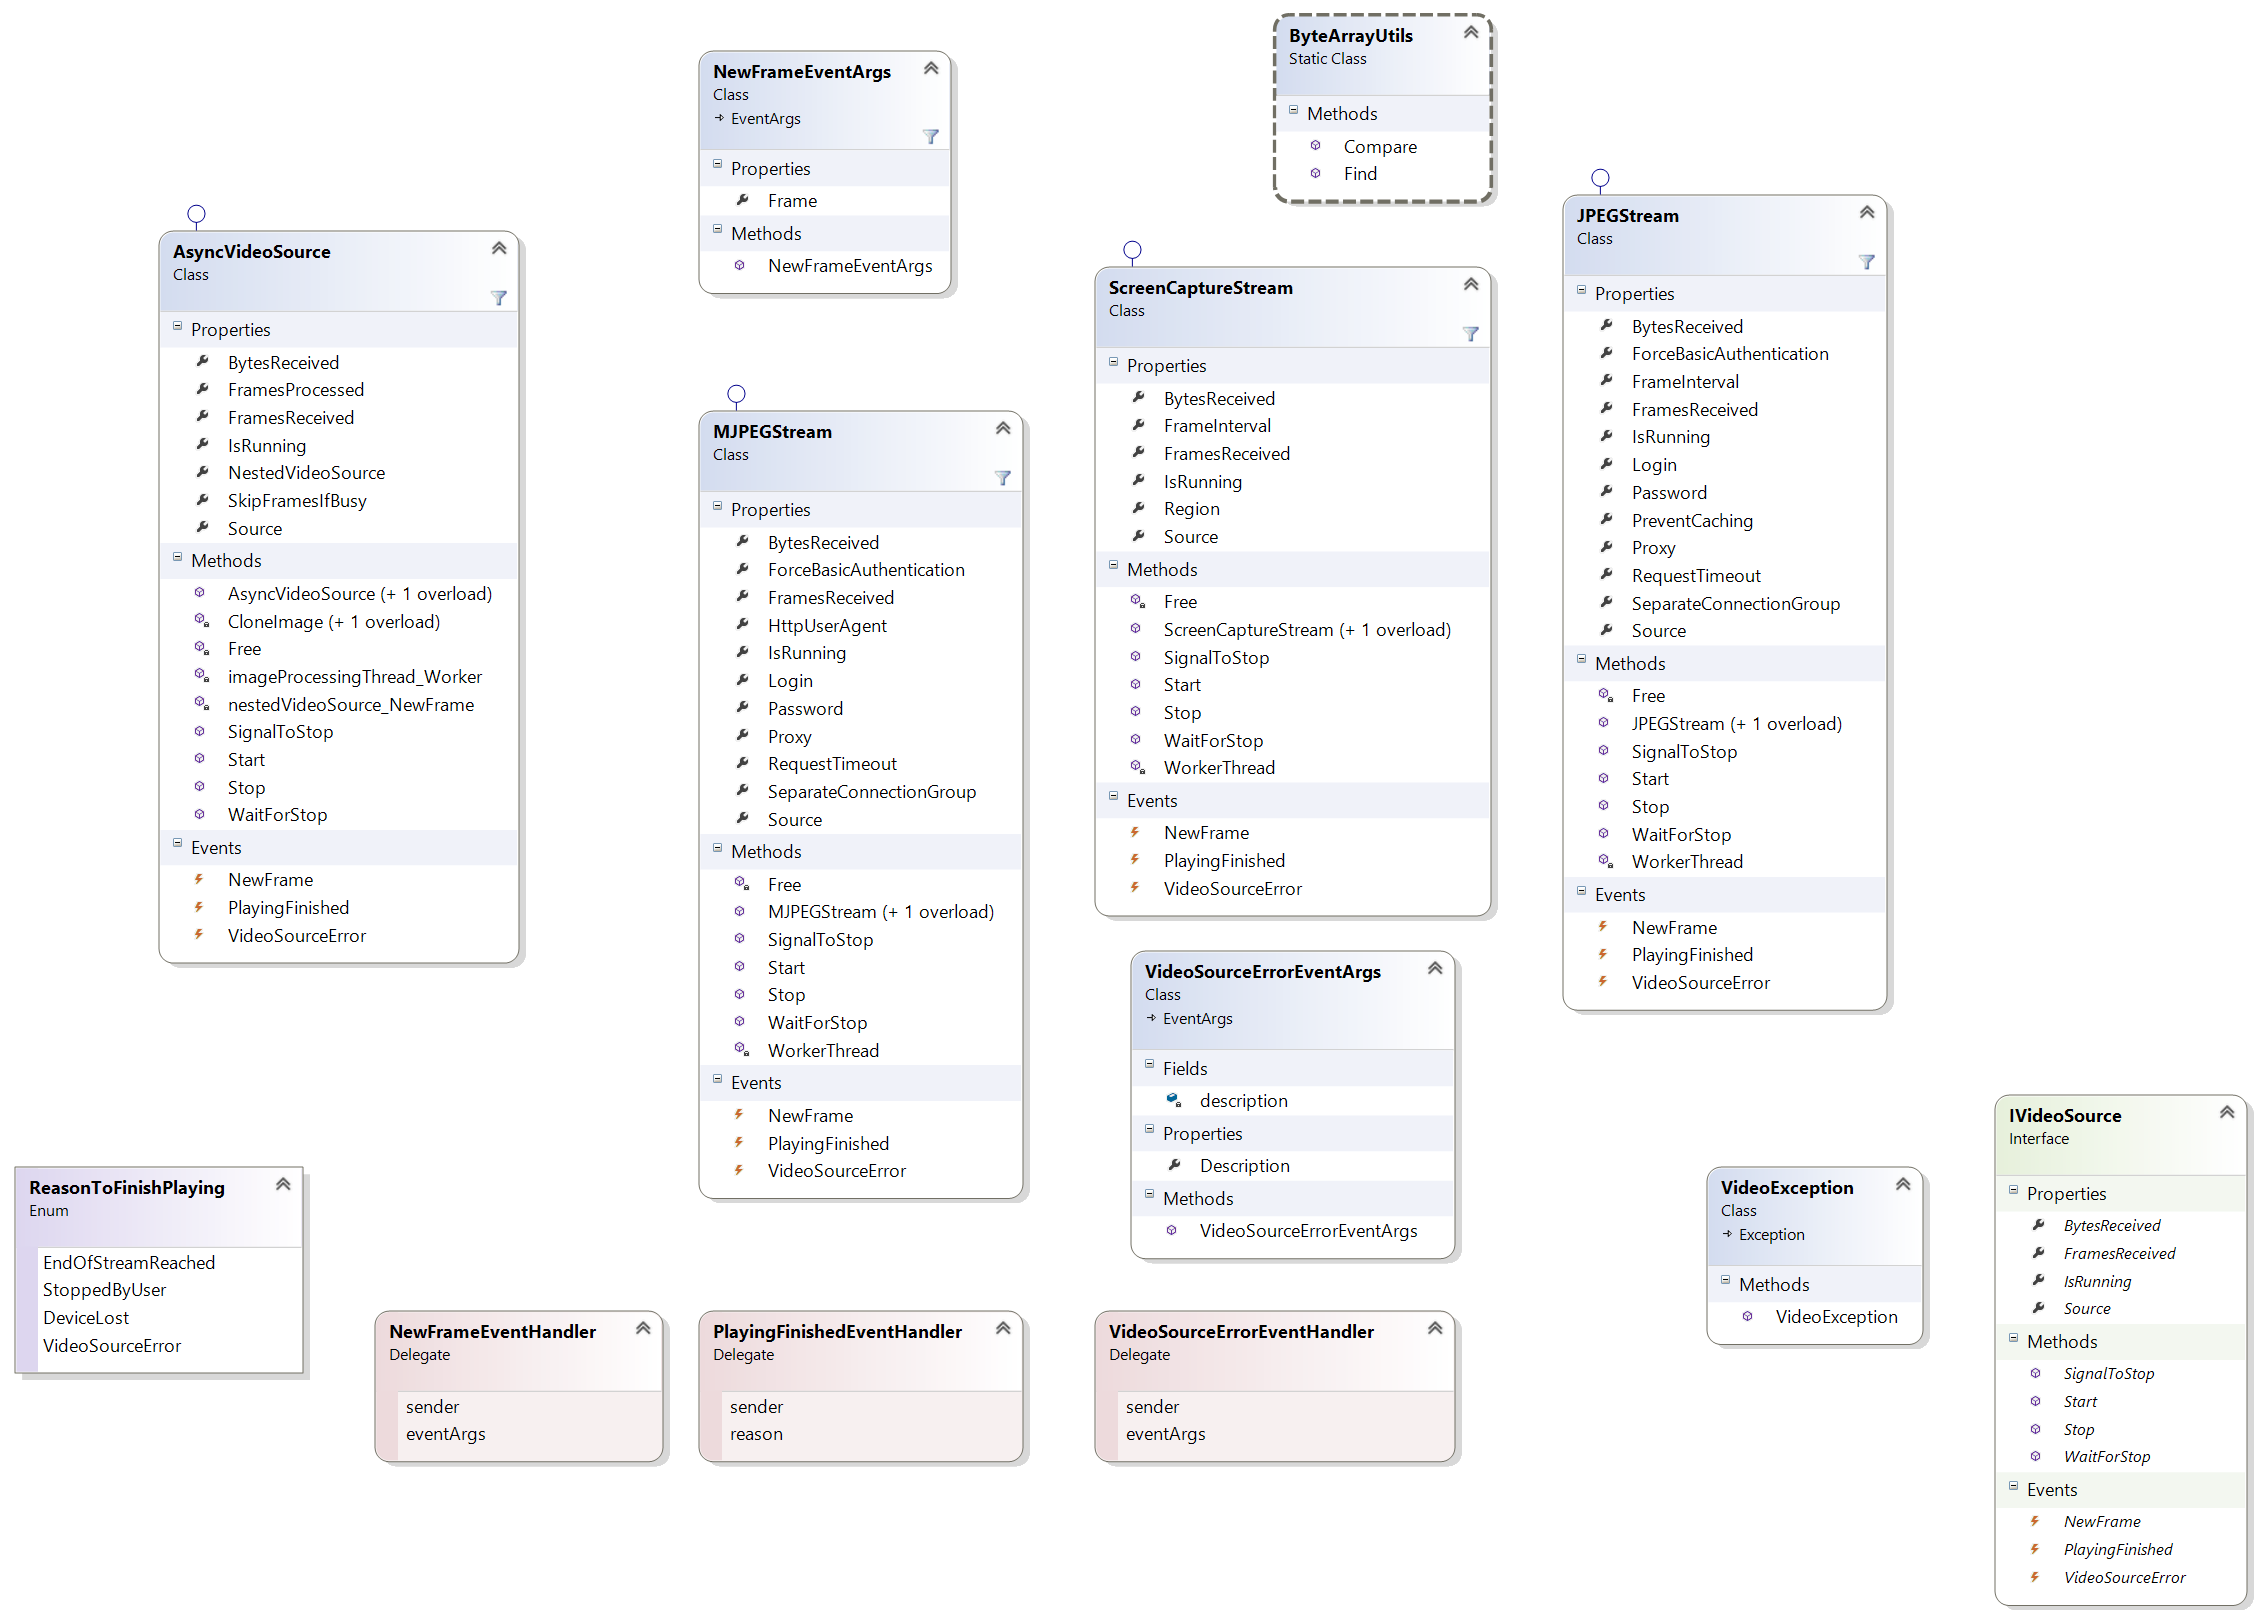 ByteArrayUtils
Static Class
Methods
Compare
Find
NewFrameEventArgs
Class
EventArgs
Properties
Frame
Methods
NewFrameEventArgs
AsyncVideoSource
Class
Properties
BytesReceived
FramesProcessed
FramesReceived
IsRunning
NestedVideoSource
SkipFramesIfBusy
Source
Methods
AsyncVideoSource (+ 1 overload)
CloneImage (+ 1 overload)
Free
imageProcessingThread_Worker
nestedVideoSource_NewFrame
SignalToStop
Start
Stop
WaitForStop
Events
NewFrame
PlayingFinished
VideoSourceError
MJPEGStream
Class
Properties
BytesReceived
ForceBasicAuthentication
FramesReceived
HttpUserAgent
IsRunning
Login
Password
Proxy
RequestTimeout
SeparateConnectionGroup
Source
Methods
Free
MJPEGStream (+ 1 overload)
SignalToStop
Start
Stop
WaitForStop
WorkerThread
Events
NewFrame
PlayingFinished
VideoSourceError
ScreenCaptureStream
Class
Properties
BytesReceived
FrameInterval
FramesReceived
IsRunning
Region
Source
Methods
Free
ScreenCaptureStream (+ 1 overload)
SignalToStop
Start
Stop
WaitForStop
WorkerThread
Events
NewFrame
PlayingFinished
VideoSourceError
JPEGStream
Class
Properties
BytesReceived
ForceBasicAuthentication
FrameInterval
FramesReceived
IsRunning
Login
Password
PreventCaching
Proxy
RequestTimeout
SeparateConnectionGroup
Source
Methods
Free
JPEGStream (+ 1 overload)
SignalToStop
Start
Stop
WaitForStop
WorkerThread
Events
NewFrame
PlayingFinished
VideoSourceError
VideoSourceErrorEventArgs
Class
EventArgs
Fields
description
Properties
Description
Methods
VideoSourceErrorEventArgs
ReasonToFinishPlaying
Enum
EndOfStreamReached
StoppedByUser
DeviceLost
VideoSourceError
NewFrameEventHandler
Delegate
sender
eventArgs
PlayingFinishedEventHandler
Delegate
sender
reason
VideoSourceErrorEventHandler
Delegate
sender
eventArgs
VideoException
Class
Exception
Methods
VideoException
IVideoSource
Interface
Properties
BytesReceived
FramesReceived
IsRunning
Source
Methods
SignalToStop
Start
Stop
WaitForStop
Events
NewFrame
PlayingFinished
VideoSourceError